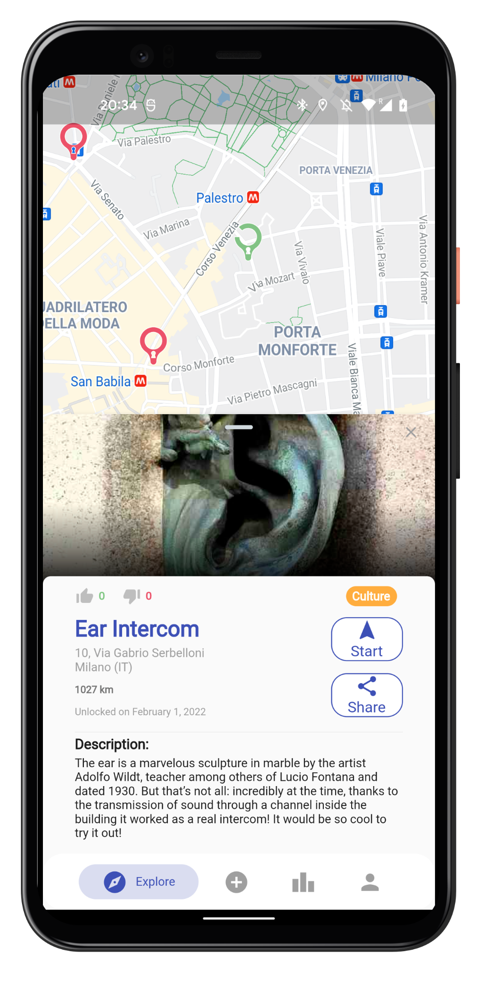 Milano Po
20:34
R
Via Daniele
Via Palestro
PORTA VENEZIA
Via Senato
Palestro
Via Marina
Corso Venezia
Via Vivaio
Viale Piave
Via Antonio Kramer
Via Mozart
UADRILATERO
DELLA MODA
PORTA
MONFORTE
Corso Monforte
San Babila
Via Pietro Mascagni
Viale Bianca Ma
0
0
Culture
Ear Intercom
Start
10, Via Gabrio Serbelloni
Milano (IT)
1027 km
Share
Unlocked on February 1, 2022
Description:
The ear is a marvelous sculpture in marble by the artist
Adolfo Wildt, teacher among others of Lucio Fontana and
dated 1930. But that’s not all: incredibly at the time, thanks to
the transmission of sound through a channel inside the
building it worked as a real intercom! It would be so cool to
try it out!
Explore